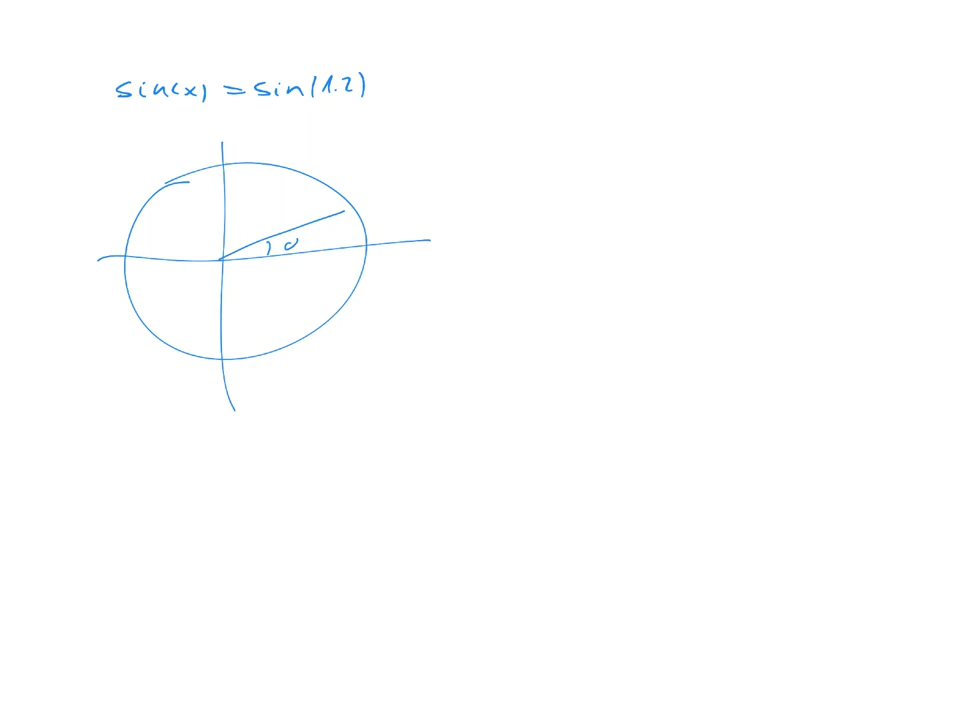 sin(x) = sin(1.2)